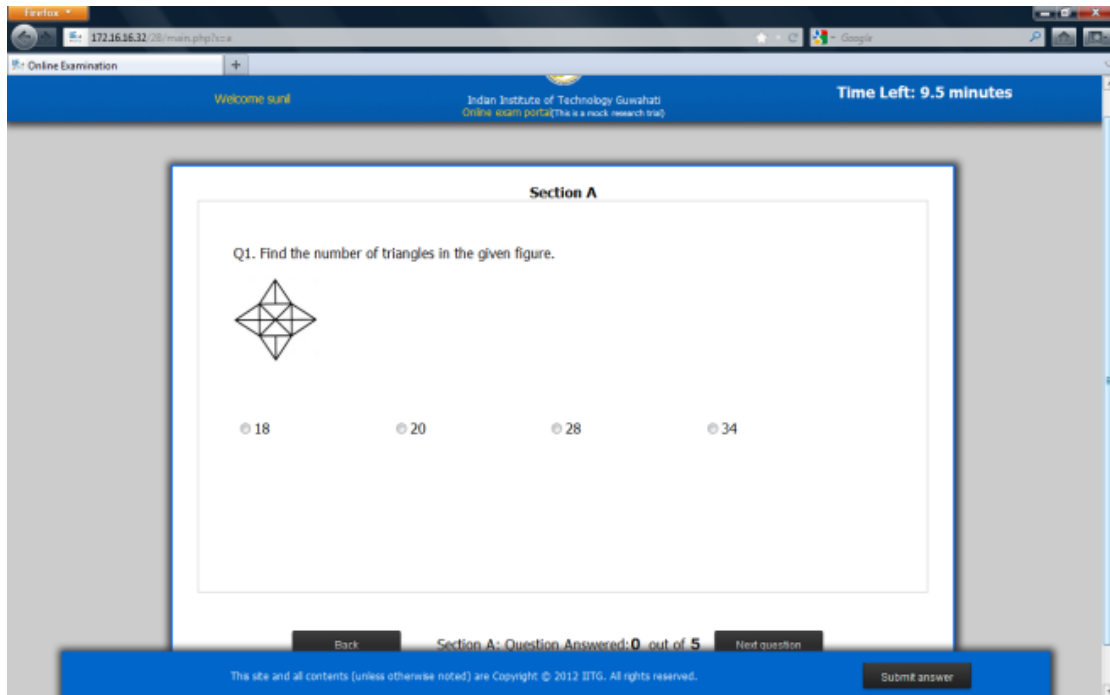 Firefox
172.16.16.32/28/main.php?s=a
Google
Online Examination
Welcome sunil
Indian Institute of Technology Guwahati
Online exam portal(This is a mock research trial)
Time Left: 9.5 minutes
Section A
Q1. Find the number of triangles in the given figure.
18 20 28 34
Back Section A: Question Answered: 0 out of 5 Next question
This site and all contents (unless otherwise noted) are Copyright © 2012 IITG. All rights reserved.
Submit answer